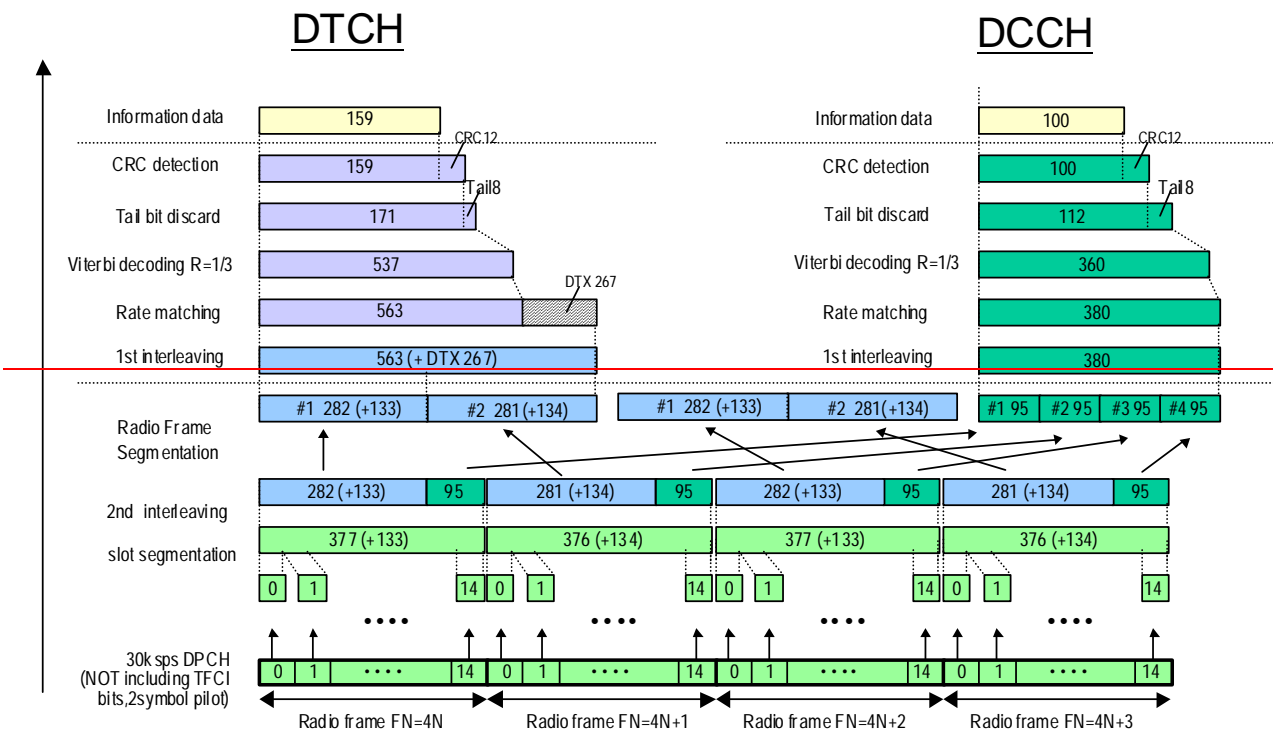 DTCH DCCH
Information data 159 Information data 100
CRC12 CRC12
CRC detection 159 CRC detection 100
Tail8 Tail8
Tail bit discard 171 Tail bit discard 112
Viterbi decoding R=1/3 537 Viterbi decoding R=1/3 360
DTX 267
Rate matching 563 Rate matching 380
1st interleaving 563 (+ DTX 267) 1st interleaving 380
#1 282 (+133) #2 281 (+134) #1 282 (+133) #2 281 (+134) #1 95 #2 95 #3 95 #4 95
Radio Frame
Segmentation
282 (+133) 95 281 (+134) 95 282 (+133) 95 281 (+134) 95
2nd interleaving
377 (+133) 376 (+134) 377 (+133) 376 (+134)
slot segmentation
0 1 14 0 1 14 0 1 14 0 1 14
• • • • • • • • • • • • • • • •
30k sps DPCH
(NOT including TFCI
bits,2symbol pilot)
0 1 • • • • 14 0 1 • • • • 14 0 1 • • • • 14 0 1 • • • • 14
Radio frame FN=4N Radio frame FN=4N+1 Radio frame FN=4N+2 Radio frame FN=4N+3